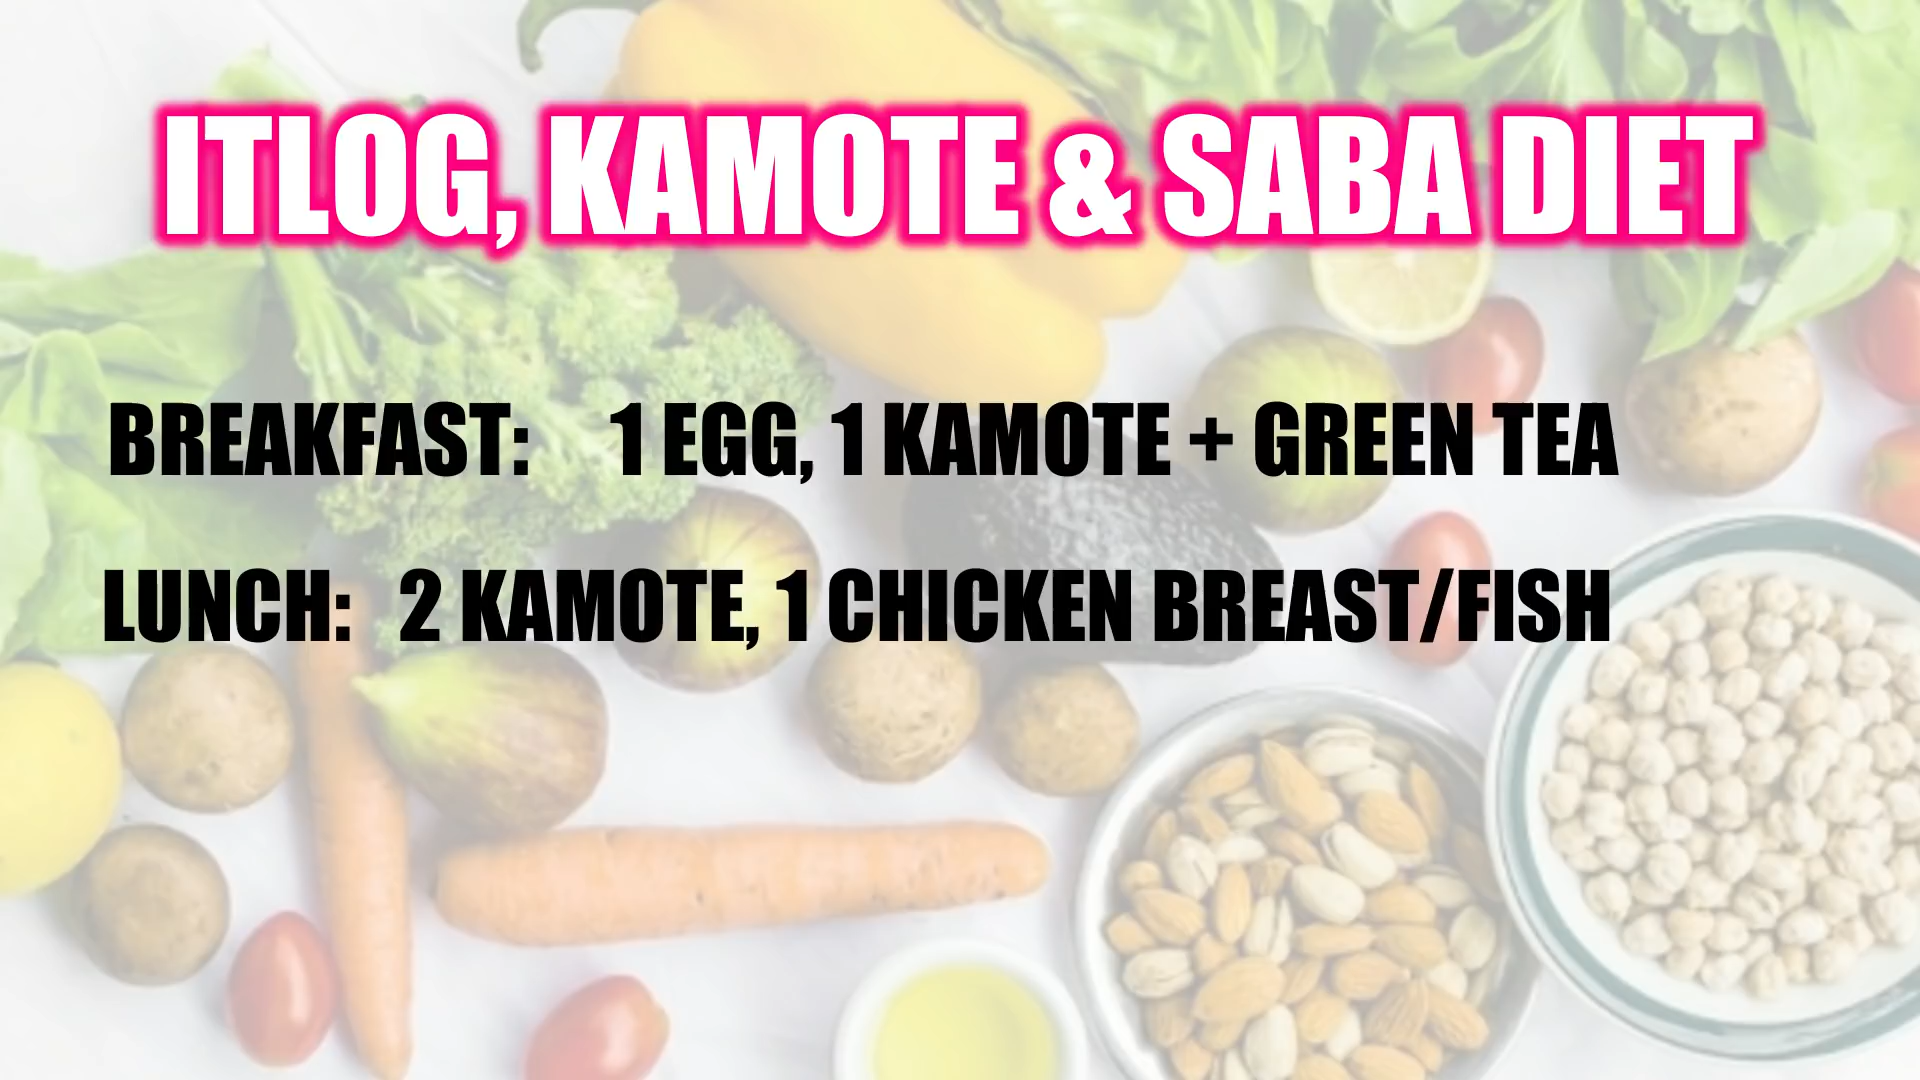 ITLOG, KAMOTE & SABA DIET
BREAKFAST: 1 EGG, 1 KAMOTE + GREEN TEA
LUNCH: 2 KAMOTE, 1 CHICKEN BREAST/FISH